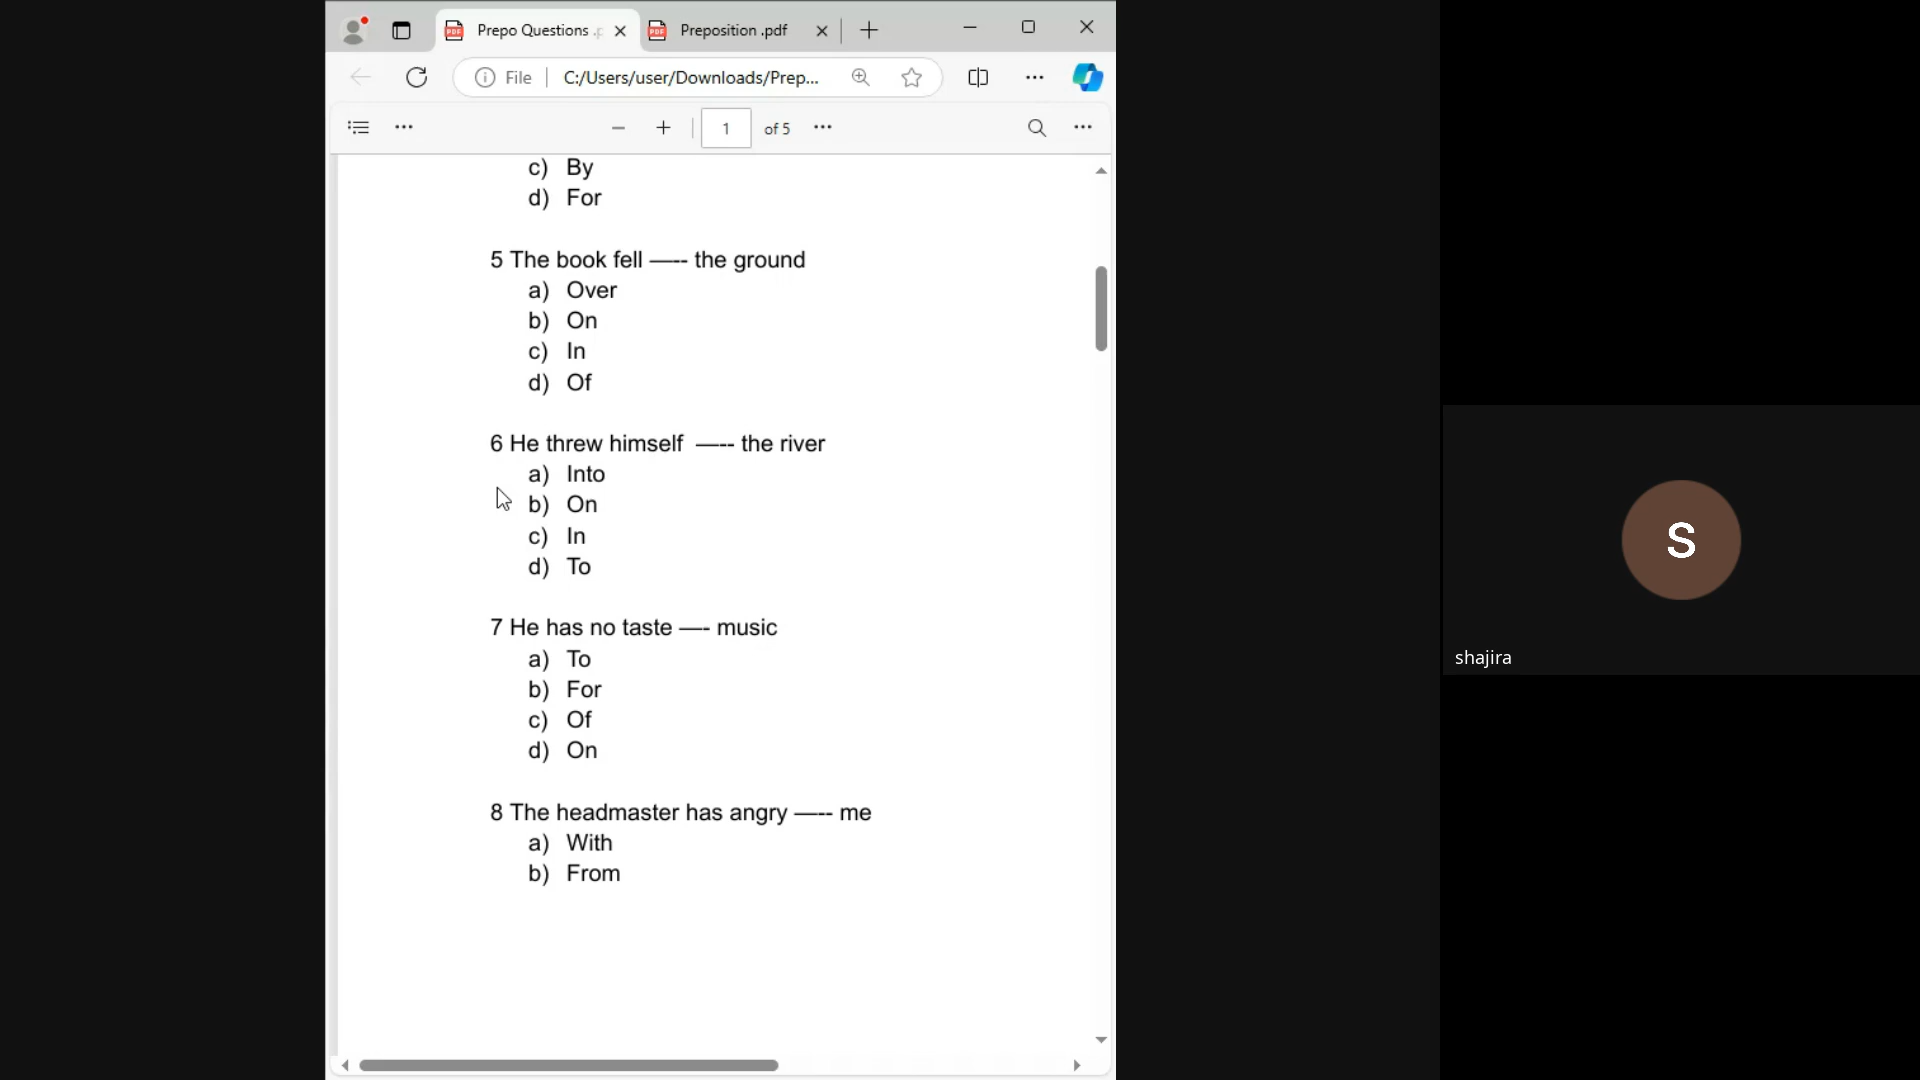 Prepo Questions .p
Preposition .pdf
File
C:/Users/user/Downloads/Prep...
1 of 5
c) By
d) For
5 The book fell —-- the ground
a) Over
b) On
c) In
d) Of
6 He threw himself —-- the river
a) Into
b) On
c) In
d) To
7 He has no taste —- music
a) To
b) For
c) Of
d) On
8 The headmaster has angry —-- me
a) With
b) From
S
shajira